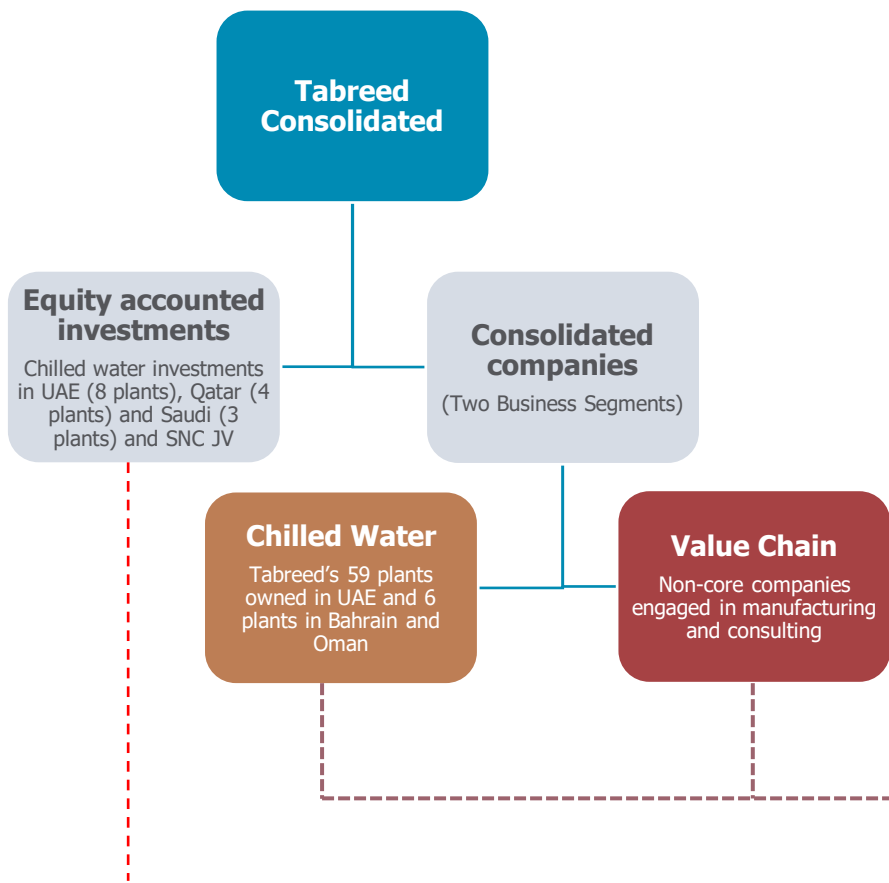 Tabreed
Consolidated
Equity accounted
investments
Chilled water investments
in UAE (8 plants), Qatar (4
plants) and Saudi (3
plants) and SNC JV
Consolidated
companies
(Two Business Segments)
Chilled Water
Tabreed’s 59 plants
owned in UAE and 6
plants in Bahrain and
Oman
Value Chain
Non-core companies
engaged in manufacturing
and consulting